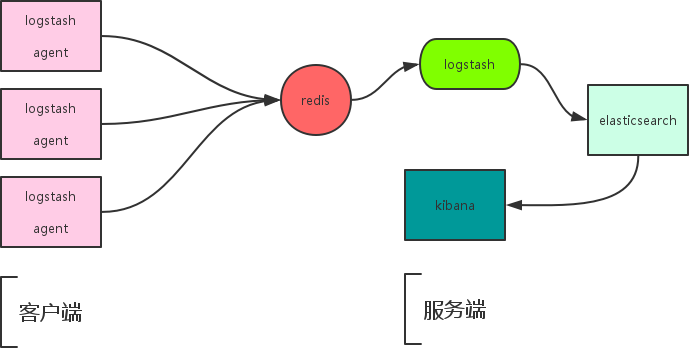 logstash
agent
logstash
agent
logstash
agent
redis
logstash
elasticsearch
kibana
客户端
服务端